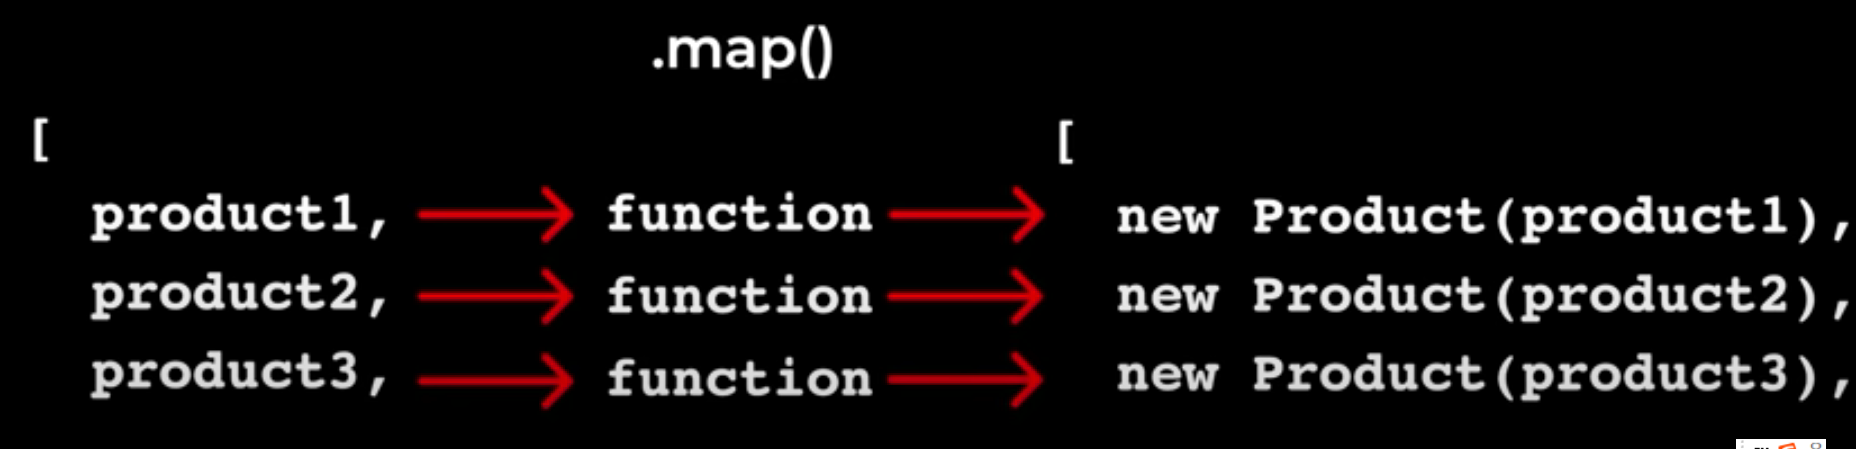 .map()
[ [
product1, function new Product(product1),
product2, function new Product(product2),
product3, function new Product(product3),